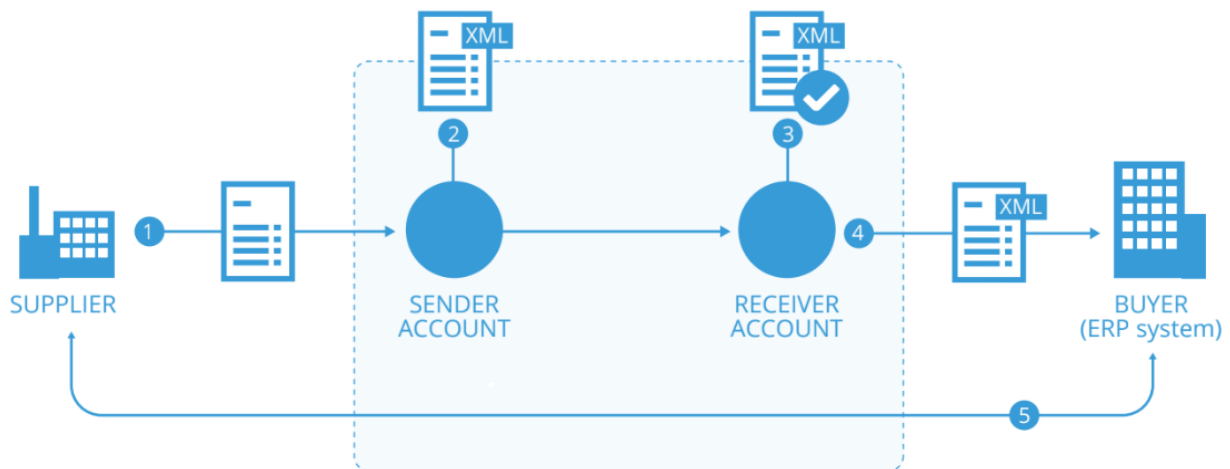 XML
XML
2
3
1
4
XML
SUPPLIER
SENDER
ACCOUNT
RECEIVER
ACCOUNT
BUYER
(ERP system)
5